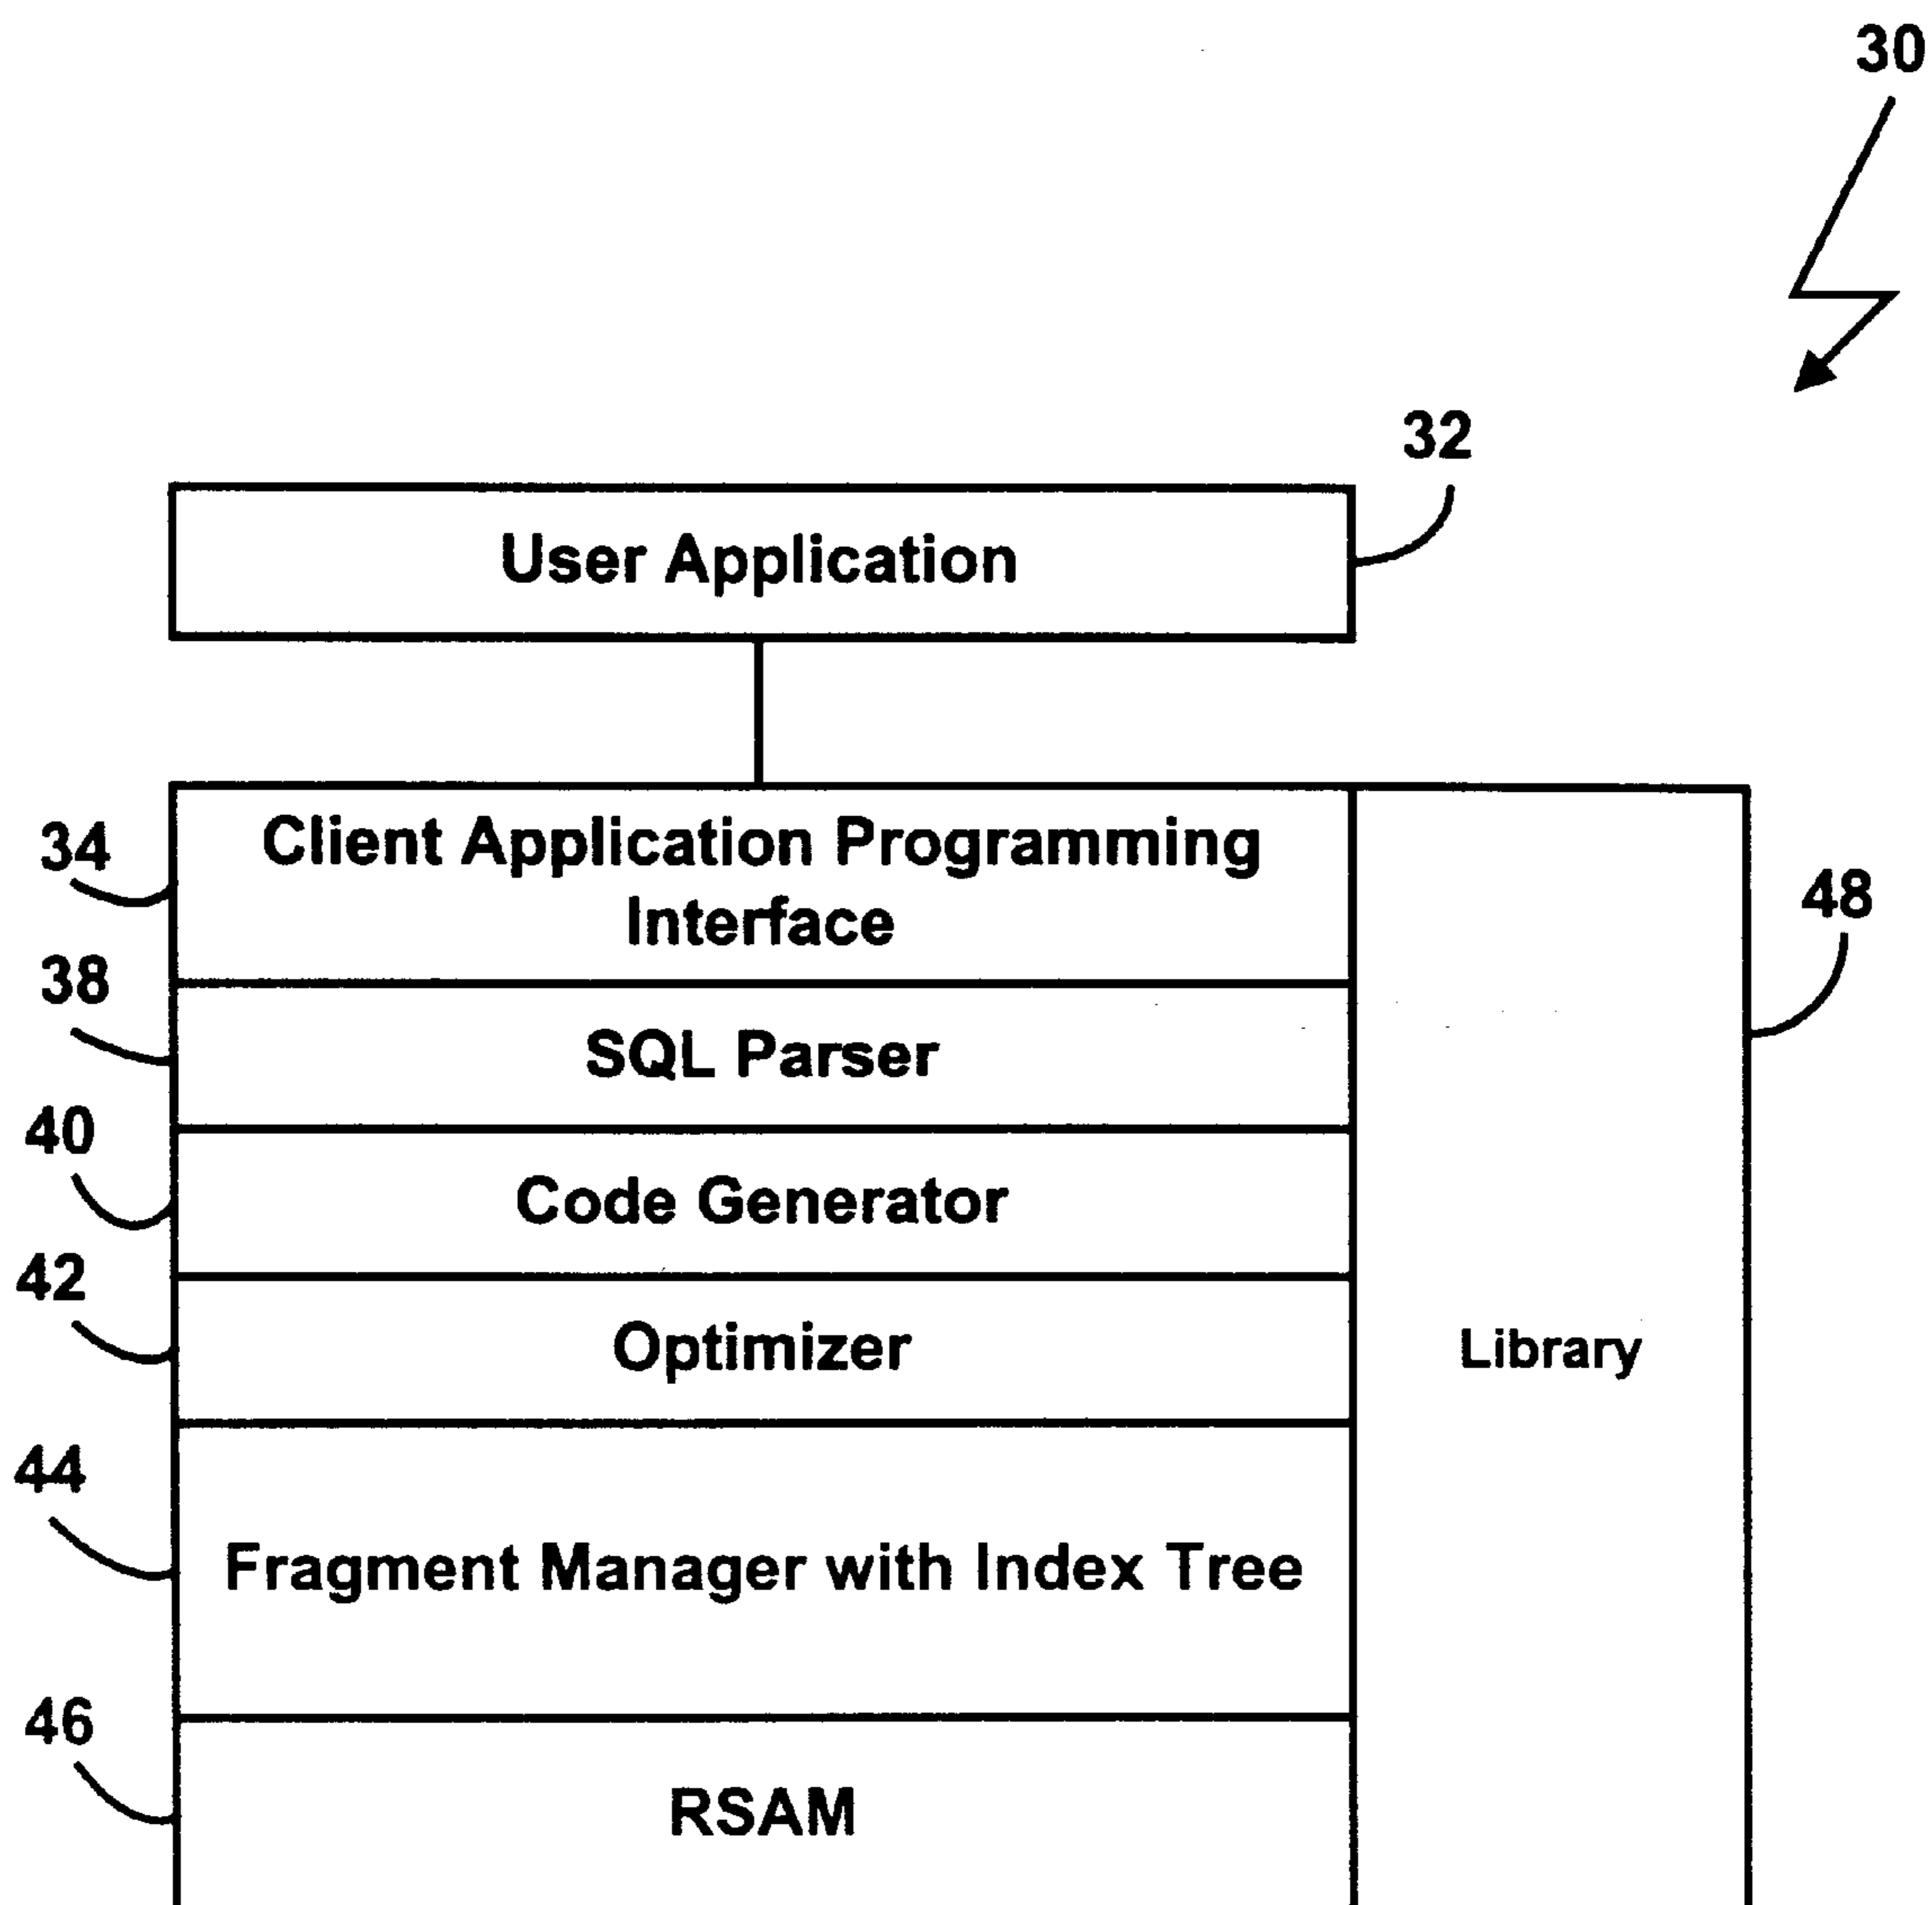 30
32
User Application
34
Client Application Programming
Interface
48
38
SQL Parser
40
Code Generator
42
Optimizer
Library
44
Fragment Manager with Index Tree
46
RSAM